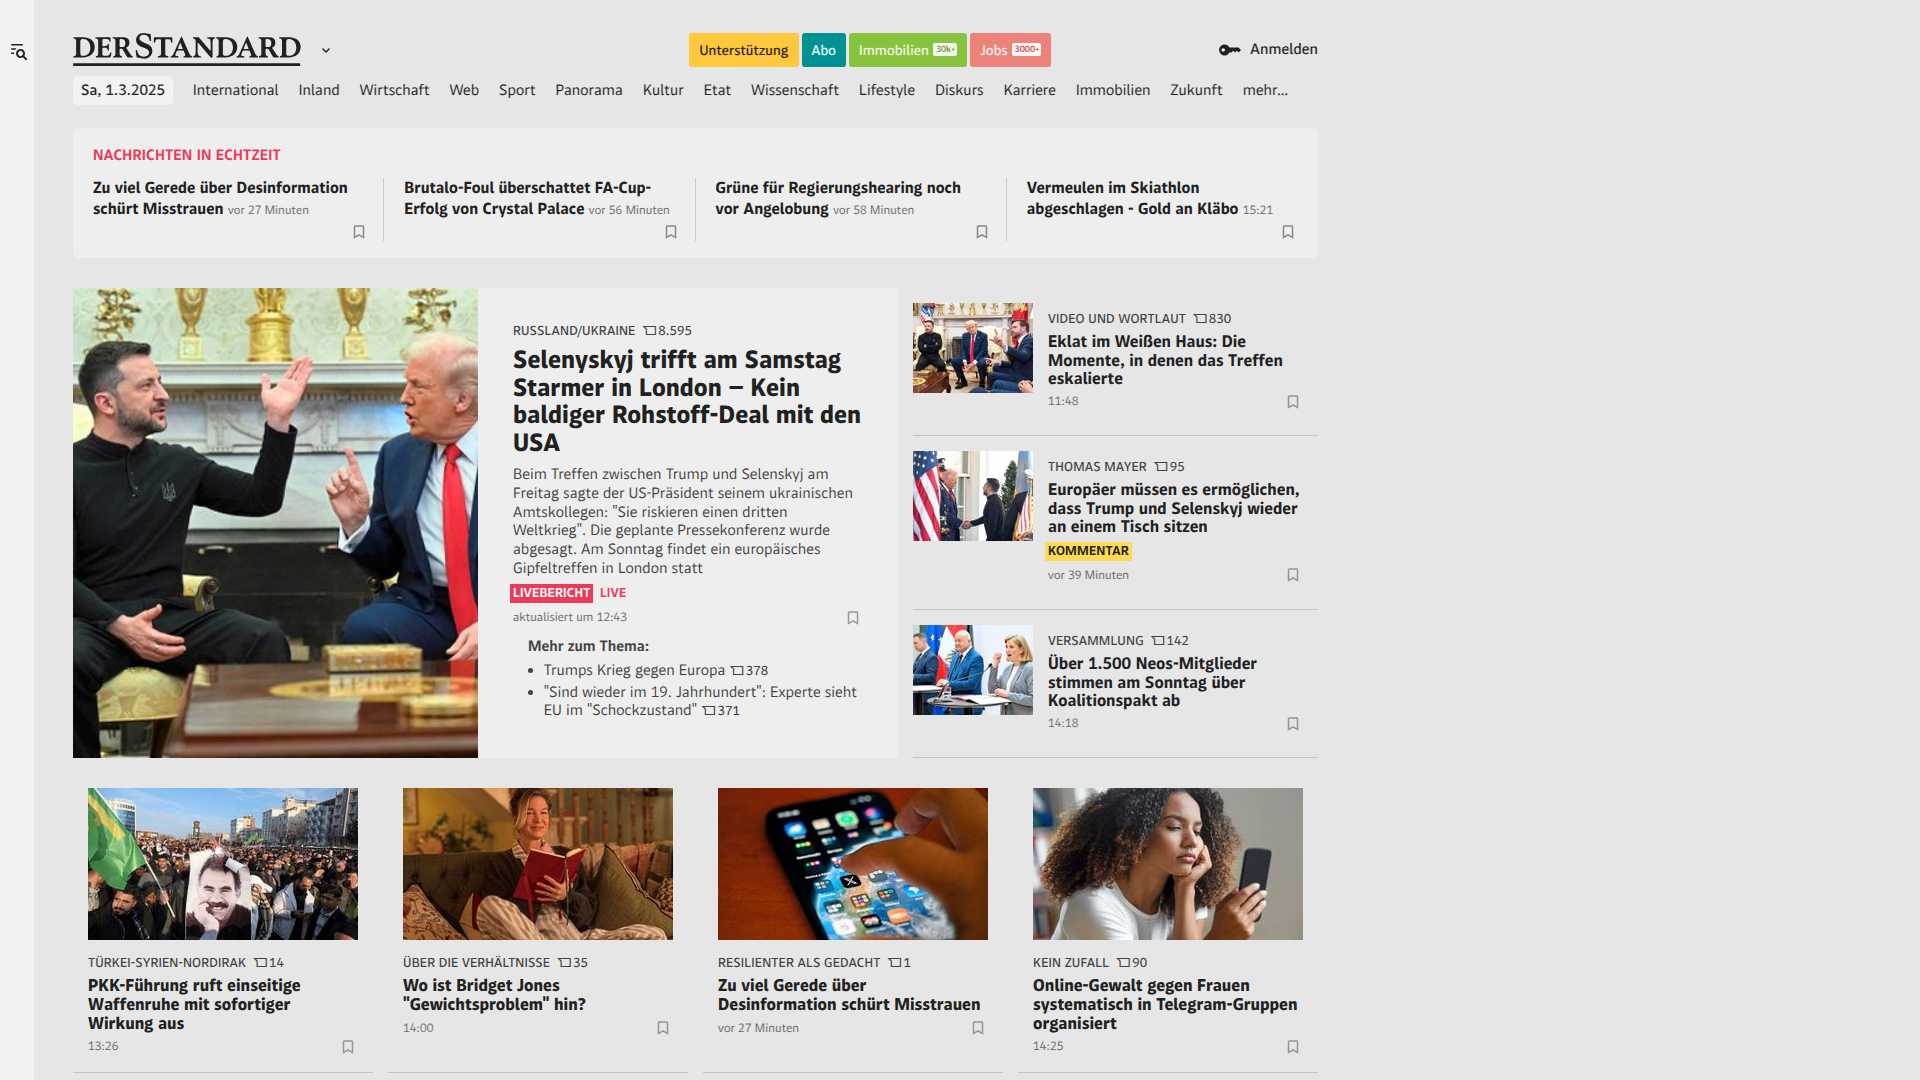 DERSTANDARD
Unterstützung
Abo
Immobilien 30k+
Jobs 3000+
Anmelden
Sa, 1.3.2025
International
Inland
Wirtschaft
Web
Sport
Panorama
Kultur
Etat
Wissenschaft
Lifestyle
Diskurs
Karriere
Immobilien
Zukunft
mehr...
NACHRICHTEN IN ECHTZEIT
Zu viel Gerede über Desinformation
schürt Misstrauen vor 27 Minuten
Brutalo-Foul überschattet FA-Cup-
Erfolg von Crystal Palace vor 56 Minuten
Grüne für Regierungshearing noch
vor Angelobung vor 58 Minuten
Vermeulen im Skiathlon
abgeschlagen - Gold an Kläbo 15:21
RUSSLAND/UKRAINE 8.595
Selenyskyj trifft am Samstag
Starmer in London – Kein
baldiger Rohstoff-Deal mit den
USA
Beim Treffen zwischen Trump und Selenskyj am
Freitag sagte der US-Präsident seinem ukrainischen
Amtskollegen: "Sie riskieren einen dritten
Weltkrieg". Die geplante Pressekonferenz wurde
abgesagt. Am Sonntag findet ein europäisches
Gipfeltreffen in London statt
LIVEBERICHT LIVE
aktualisiert um 12:43
Mehr zum Thema:
• Trumps Krieg gegen Europa 378
• "Sind wieder im 19. Jahrhundert": Experte sieht
EU im "Schockzustand" 371
VIDEO UND WORTLAUT 830
Eklat im Weißen Haus: Die
Momente, in denen das Treffen
eskalierte
11:48
THOMAS MAYER 95
Europäer müssen es ermöglichen,
dass Trump und Selenskyj wieder
an einem Tisch sitzen
KOMMENTAR
vor 39 Minuten
VERSAMMLUNG 142
Über 1.500 Neos-Mitglieder
stimmen am Sonntag über
Koalitionspakt ab
14:18
TÜRKEI-SYRIEN-NORDIRAK 14
PKK-Führung ruft einseitige
Waffenruhe mit sofortiger
Wirkung aus
13:26
ÜBER DIE VERHÄLTNISSE 35
Wo ist Bridget Jones
"Gewichtsproblem" hin?
14:00
RESILIENTER ALS GEDACHT 1
Zu viel Gerede über
Desinformation schürt Misstrauen
vor 27 Minuten
KEIN ZUFALL 90
Online-Gewalt gegen Frauen
systematisch in Telegram-Gruppen
organisiert
14:25